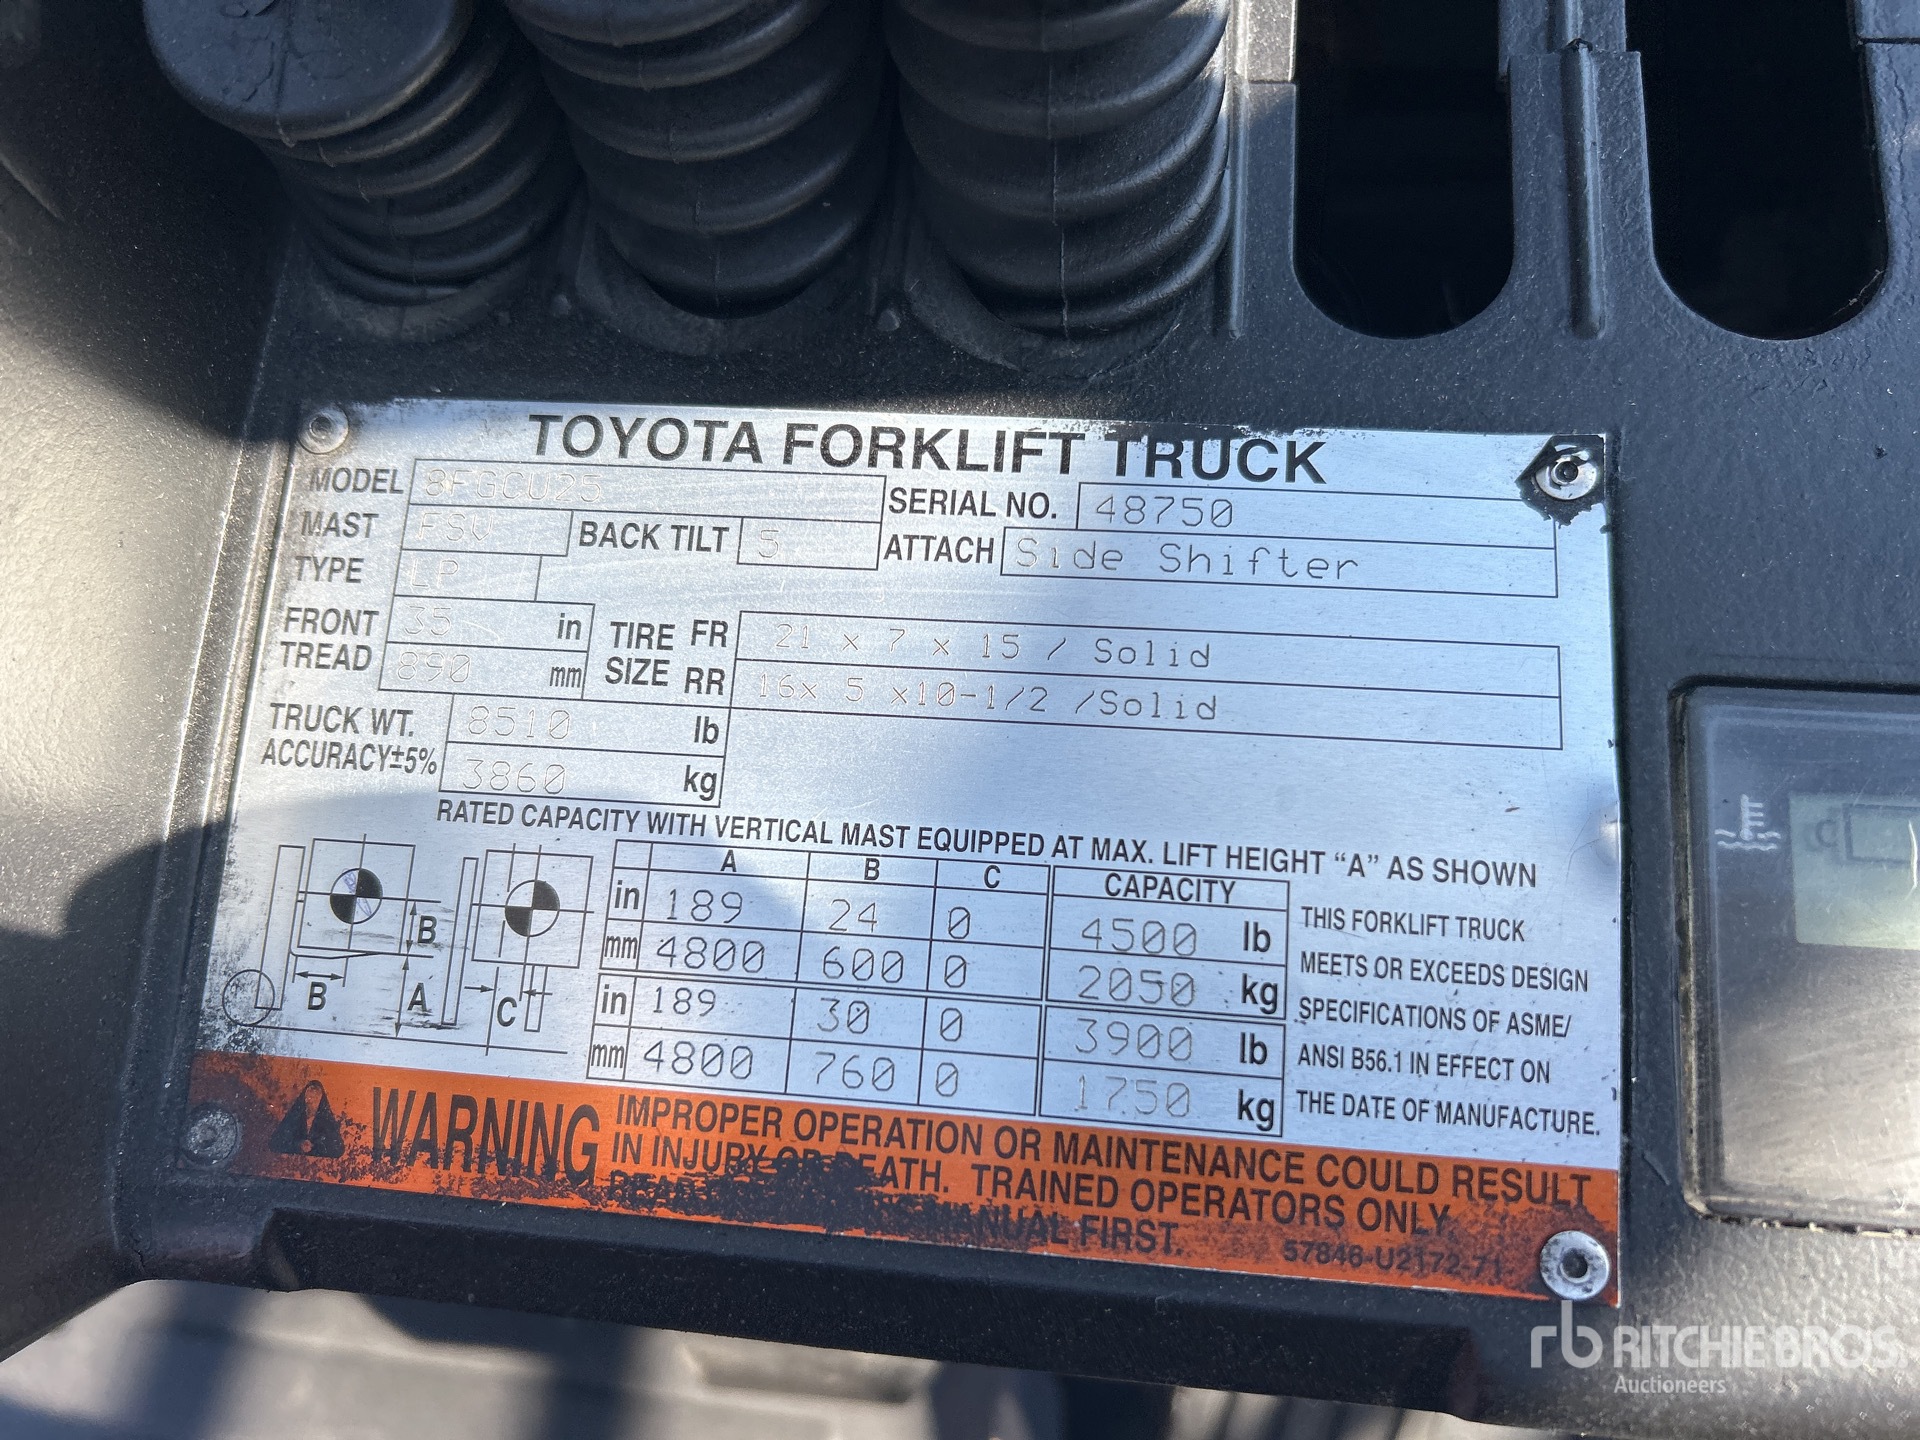 TOYOTA FORKLIFT TRUCK
MODEL 8FGCU25 SERIAL NO. 48750
MAST FSV BACK TILT 5 ATTACH Side Shifter
TYPE LP
FRONT TREAD 35 in TIRE SIZE FR 21 x 7 x 15 / Solid
890 mm RR 16x 5 x10-1/2 /Solid
TRUCK WT. 8510 lb
ACCURACY±5% 3860 kg
RATED CAPACITY WITH VERTICAL MAST EQUIPPED AT MAX. LIFT HEIGHT "A" AS SHOWN
A B C CAPACITY
in 189 24 0 4500 lb
mm 4800 600 0 2050 kg
in 189 30 0 3900 lb
mm 4800 760 0 1750 kg
B
B A C
THIS FORKLIFT TRUCK
MEETS OR EXCEEDS DESIGN
SPECIFICATIONS OF ASME/
ANSI B56.1 IN EFFECT ON
THE DATE OF MANUFACTURE.
WARNING IMPROPER OPERATION OR MAINTENANCE COULD RESULT
IN INJURY OR DEATH. TRAINED OPERATORS ONLY.
READ MANUAL FIRST.
57846-U2172-71
C
rb RITCHIE BROS.
Auctioneers